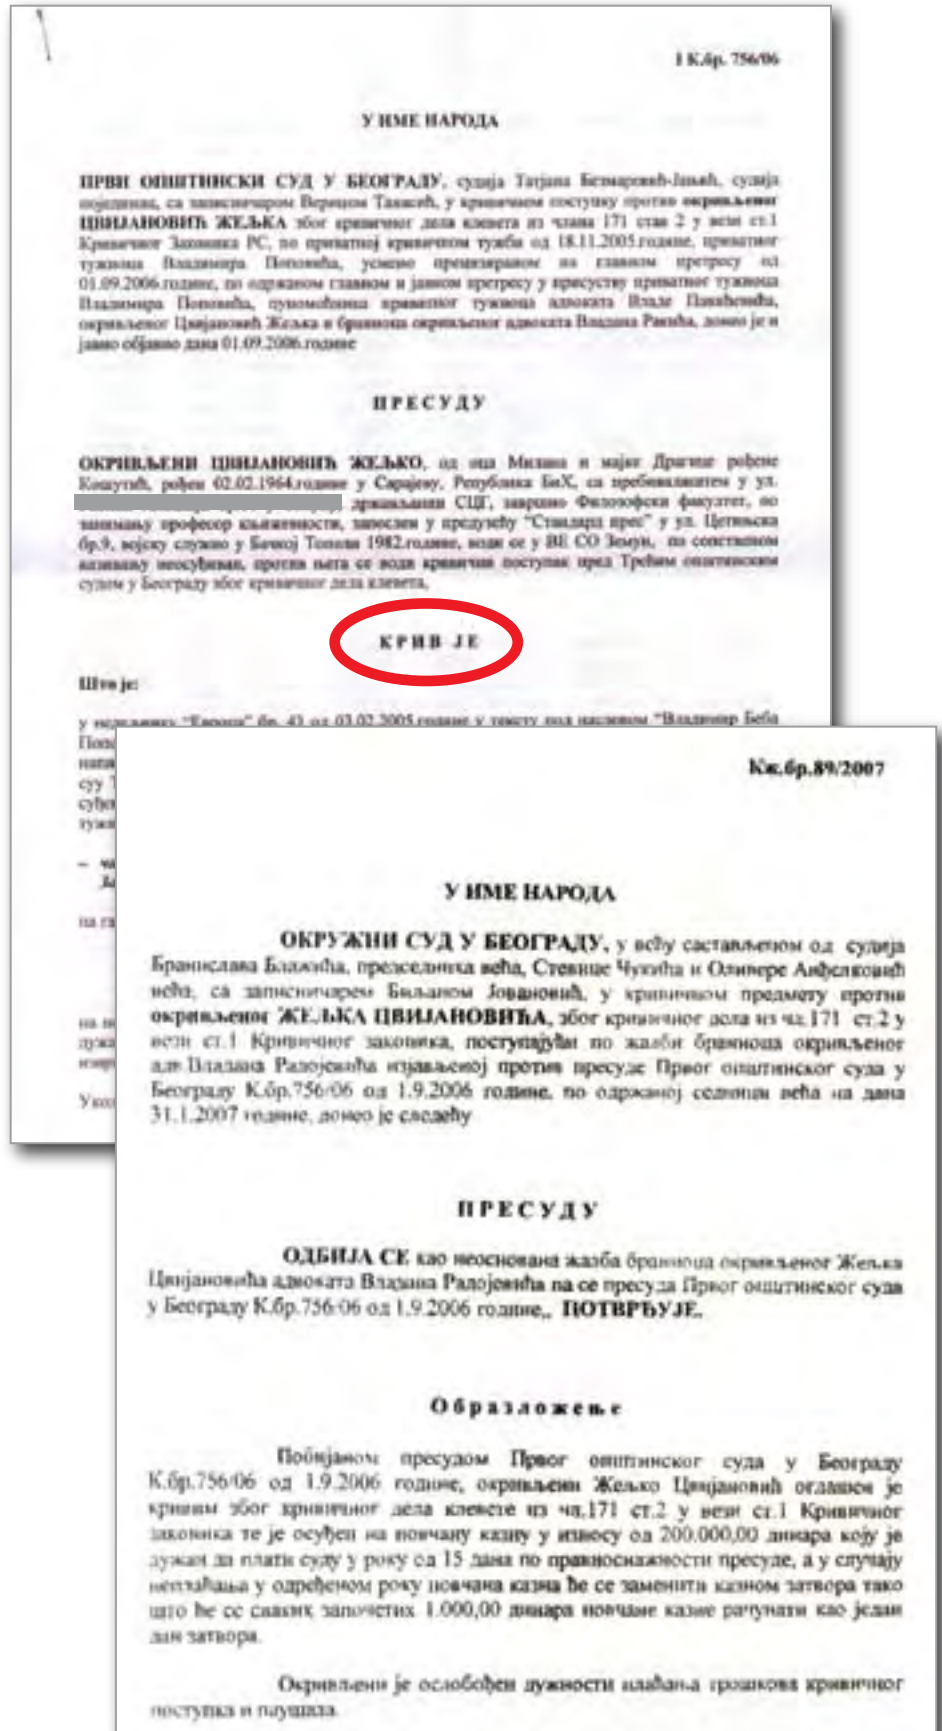 I К.бр. 756/06
У ИМЕ НАРОДА
ПРВИ ОПШТИНСКИ СУД У БЕОГРАДУ, судија Татјана судија
појединац, са записничарем у кривичном поступку против окривљеног
ЦВИЈАНОВИЋ ЖЕЉКА због кривичног дела клевета из члана 171 став 2 у вези ст.1
Кривичног Законика РС, по приватној кривичној тужби од 18.11.2005.године, приватног
тужиоца Владимира Поповића, усмено прецизираном на главном претресу од
01.09.2006.године, по одржаном главном и јавном претресу у присуству приватног тужиоца
Владимира Поповића, пуномоћника приватног тужиоца адвоката Владе
окривљеног Цвијановић Жељка и браниоца окривљеног адвоката Владана донео је и
јавно објавио дана 01.09.2006.године
ПРЕСУДУ
ОКРИВЉЕНИ ЦВИЈАНОВИЋ ЖЕЉКО, од оца Милана и мајке Драгице рођене
Кошутић, рођен 02.02.1964.године у Сарајеву, Република БиХ, са пребивалиштем у ул.
држављанин СЦГ, завршио Филозофски факултет, по
занимању професор књижевности, запослен у предузећу "Стандард прес" у ул. Цетињска
бр.9, војску служио у Бачкој Тополи 1982.године, води се у ВЕ СО Земун, по сопственом
казивању неосуђиван, против њега се води кривични поступак пред Трећим општинским
судом у Београду због кривичног дела клевета,
КРИВ ЈЕ
Што је:
у недељнику "Европа" бр. 43 од 03.02.2005.године у тексту под насловом "Владимир Беба
Кж.бр.89/2007
У ИМЕ НАРОДА
ОКРУЖНИ СУД У БЕОГРАДУ, у већу састављеном од судија
Бранислава председника већа, Стевице и Оливере Анђелковић
већа, са записничарем Биљаном Јовановић, у кривичном предмету против
окривљеног ЖЕЉКА ЦВИЈАНОВИЋА, због кривичног дела из чл.171 ст.2 у
вези ст.1 Кривичног законика, поступајући по жалби браниоца окривљеног
адв.Владана Радојевића изјављеној против пресуде Првог општинског суда у
Београду К.бр.756/06 од 1.9.2006 године, по одржаној седници већа на дана
31.1.2007 године, донео је следећу
ПРЕСУДУ
ОДБИЈА СЕ као неоснована жалба браниоца окривљеног Жељка
Цвијановића адвоката Владана Радојевића па се пресуда Првог општинског суда
у Београду К.бр.756/06 од 1.9.2006 године,, ПОТВРЂУЈЕ.
Образложење
Побијаном пресудом Првог општинског суда у Београду
К.бр.756/06 од 1.9.2006 године, окривљени Жељко Цвијановић оглашен је
кривим због кривичног дела клевете из чл.171 ст.2 у вези ст.1 Кривичног
законика те је осуђен на новчану казну у износу од 200.000,00 динара коју је
дужан да плати суду у року од 15 дана по правноснажности пресуде, а у случају
неплаћања у одређеном року новчана казна ће се заменити казном затвора тако
што ће се сваких започетих 1.000,00 динара новчане казне рачунати као један
дан затвора.
Окривљени је ослобођен дужности плаћања трошкова кривичног
поступка и паушала.